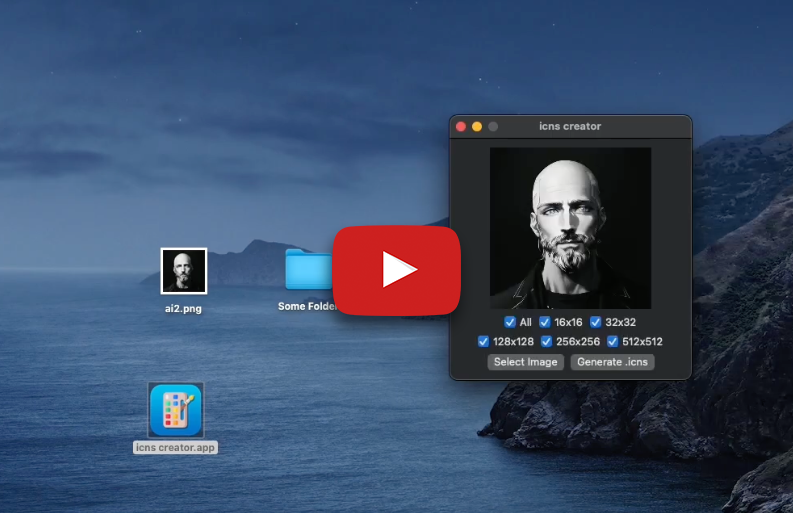 icns creator
All 16x16 32x32
128x128 256x256 512x512
Select Image Generate .icns
ai2.png
Some Folder
icns creator.app